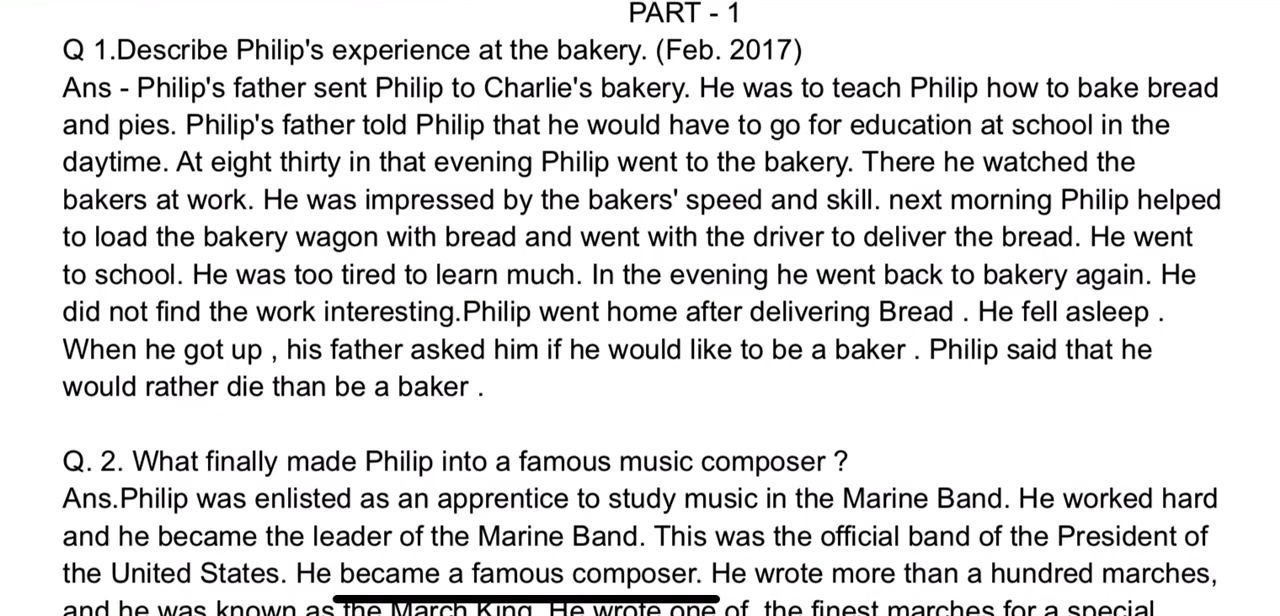 PART - 1
Q 1.Describe Philip's experience at the bakery. (Feb. 2017)
Ans - Philip's father sent Philip to Charlie's bakery. He was to teach Philip how to bake bread
and pies. Philip's father told Philip that he would have to go for education at school in the
daytime. At eight thirty in that evening Philip went to the bakery. There he watched the
bakers at work. He was impressed by the bakers' speed and skill. next morning Philip helped
to load the bakery wagon with bread and went with the driver to deliver the bread. He went
to school. He was too tired to learn much. In the evening he went back to bakery again. He
did not find the work interesting.Philip went home after delivering Bread . He fell asleep .
When he got up , his father asked him if he would like to be a baker . Philip said that he
would rather die than be a baker .
Q. 2. What finally made Philip into a famous music composer ?
Ans.Philip was enlisted as an apprentice to study music in the Marine Band. He worked hard
and he became the leader of the Marine Band. This was the official band of the President of
the United States. He became a famous composer. He wrote more than a hundred marches,
and he was known as the March King. He wrote one of the finest marches for a special